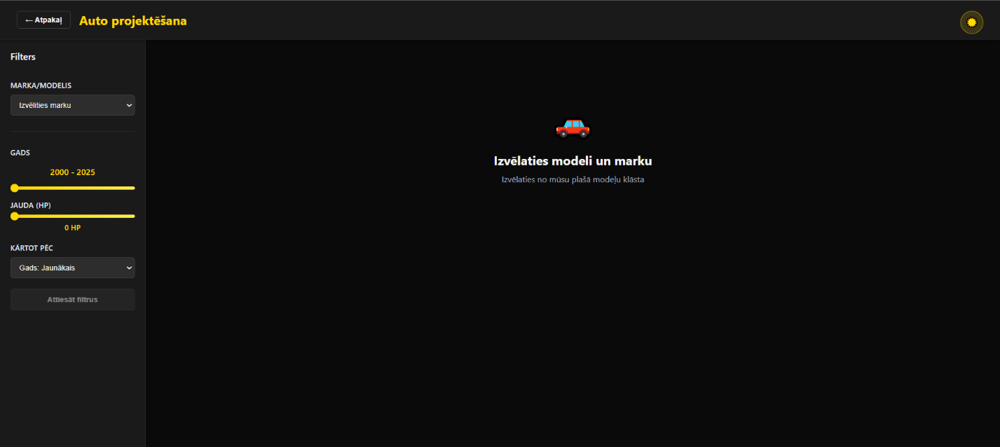 ← Atpakaļ
Auto projektēšana
Filters
MARKA/MODELIS
Izvēlities marku
GADS
2000 - 2025
JAUDA (HP)
0 HP
KĀRTOT PĒC
Gads: Jaunākais
Attiesāt filtrus
Izvēlaties modeli un marku
Izvēlaties no mūsu plašā modeļu klāsta